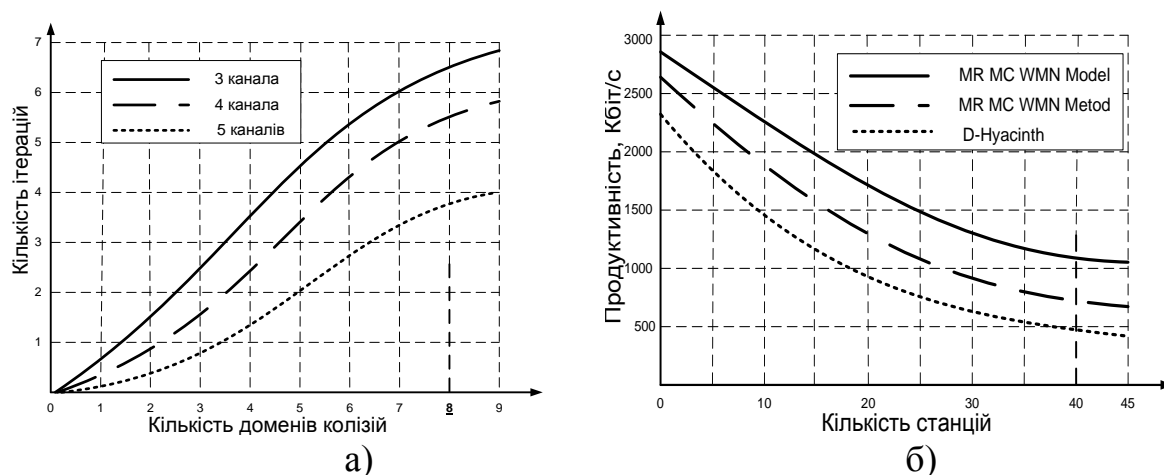 7
6
5
4
3
2
1
0 1 2 3 4 5 6 7 8 9
Кількість ітерацій
Кількість доменів колізій
3 канала
4 канала
5 каналів
а)
3000
2500
2000
1500
1000
500
0 10 20 30 40 45
Продуктивність, Кбіт/с
Кількість станцій
MR MC WMN Model
MR MC WMN Metod
D-Hyacinth
б)